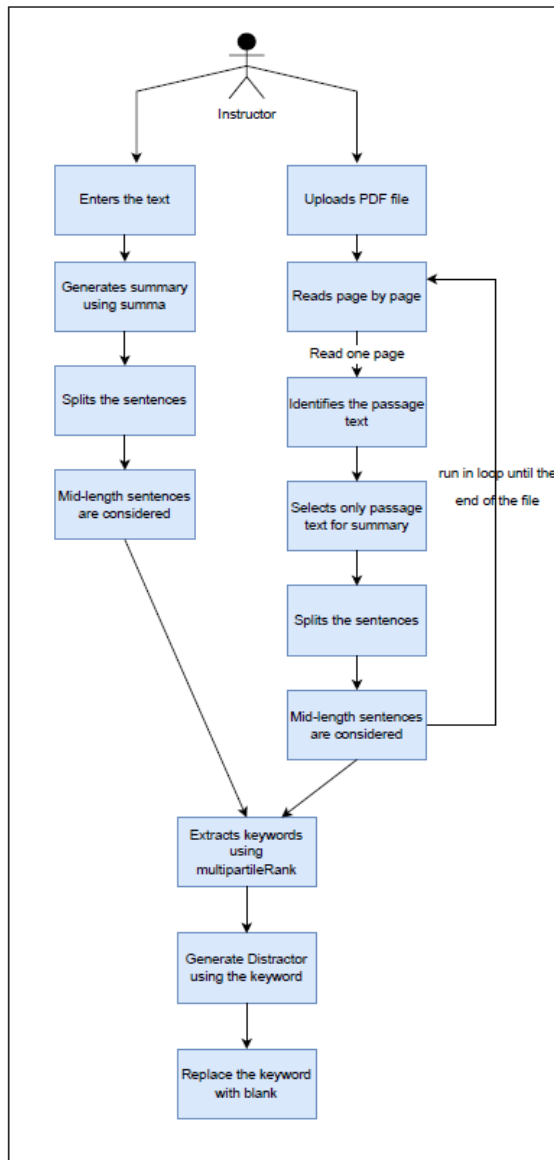 Instructor
Enters the text
Uploads PDF file
Generates summary
using summa
Reads page by page
Read one page
Splits the sentences
Identifies the passage
text
run in loop until the
end of the file
Mid-length sentences
are considered
Selects only passage
text for summary
Splits the sentences
Mid-length sentences
are considered
Extracts keywords
using
multipartileRank
Generate Distractor
using the keyword
Replace the keyword
with blank